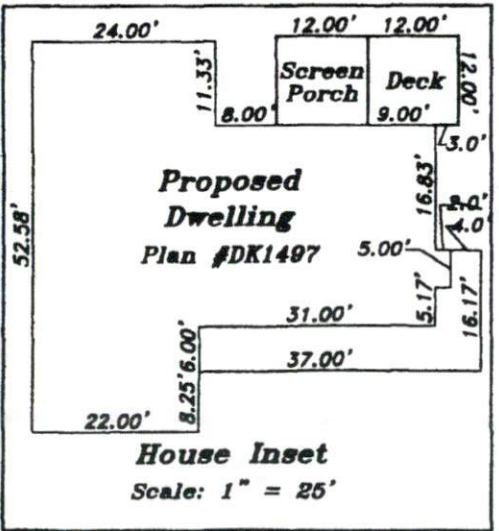 24.00'
12.00' 12.00'
11.33'
Screen
Porch
Deck
12.00'
8.00'
9.00'
3.0'
Proposed
Dwelling
Plan #DK1497
16.83'
2.0'
4.0'
52.58'
5.00'
31.00'
5.17'
16.17'
6.00'
37.00'
8.25'
22.00'
House Inset
Scale: 1" = 25'